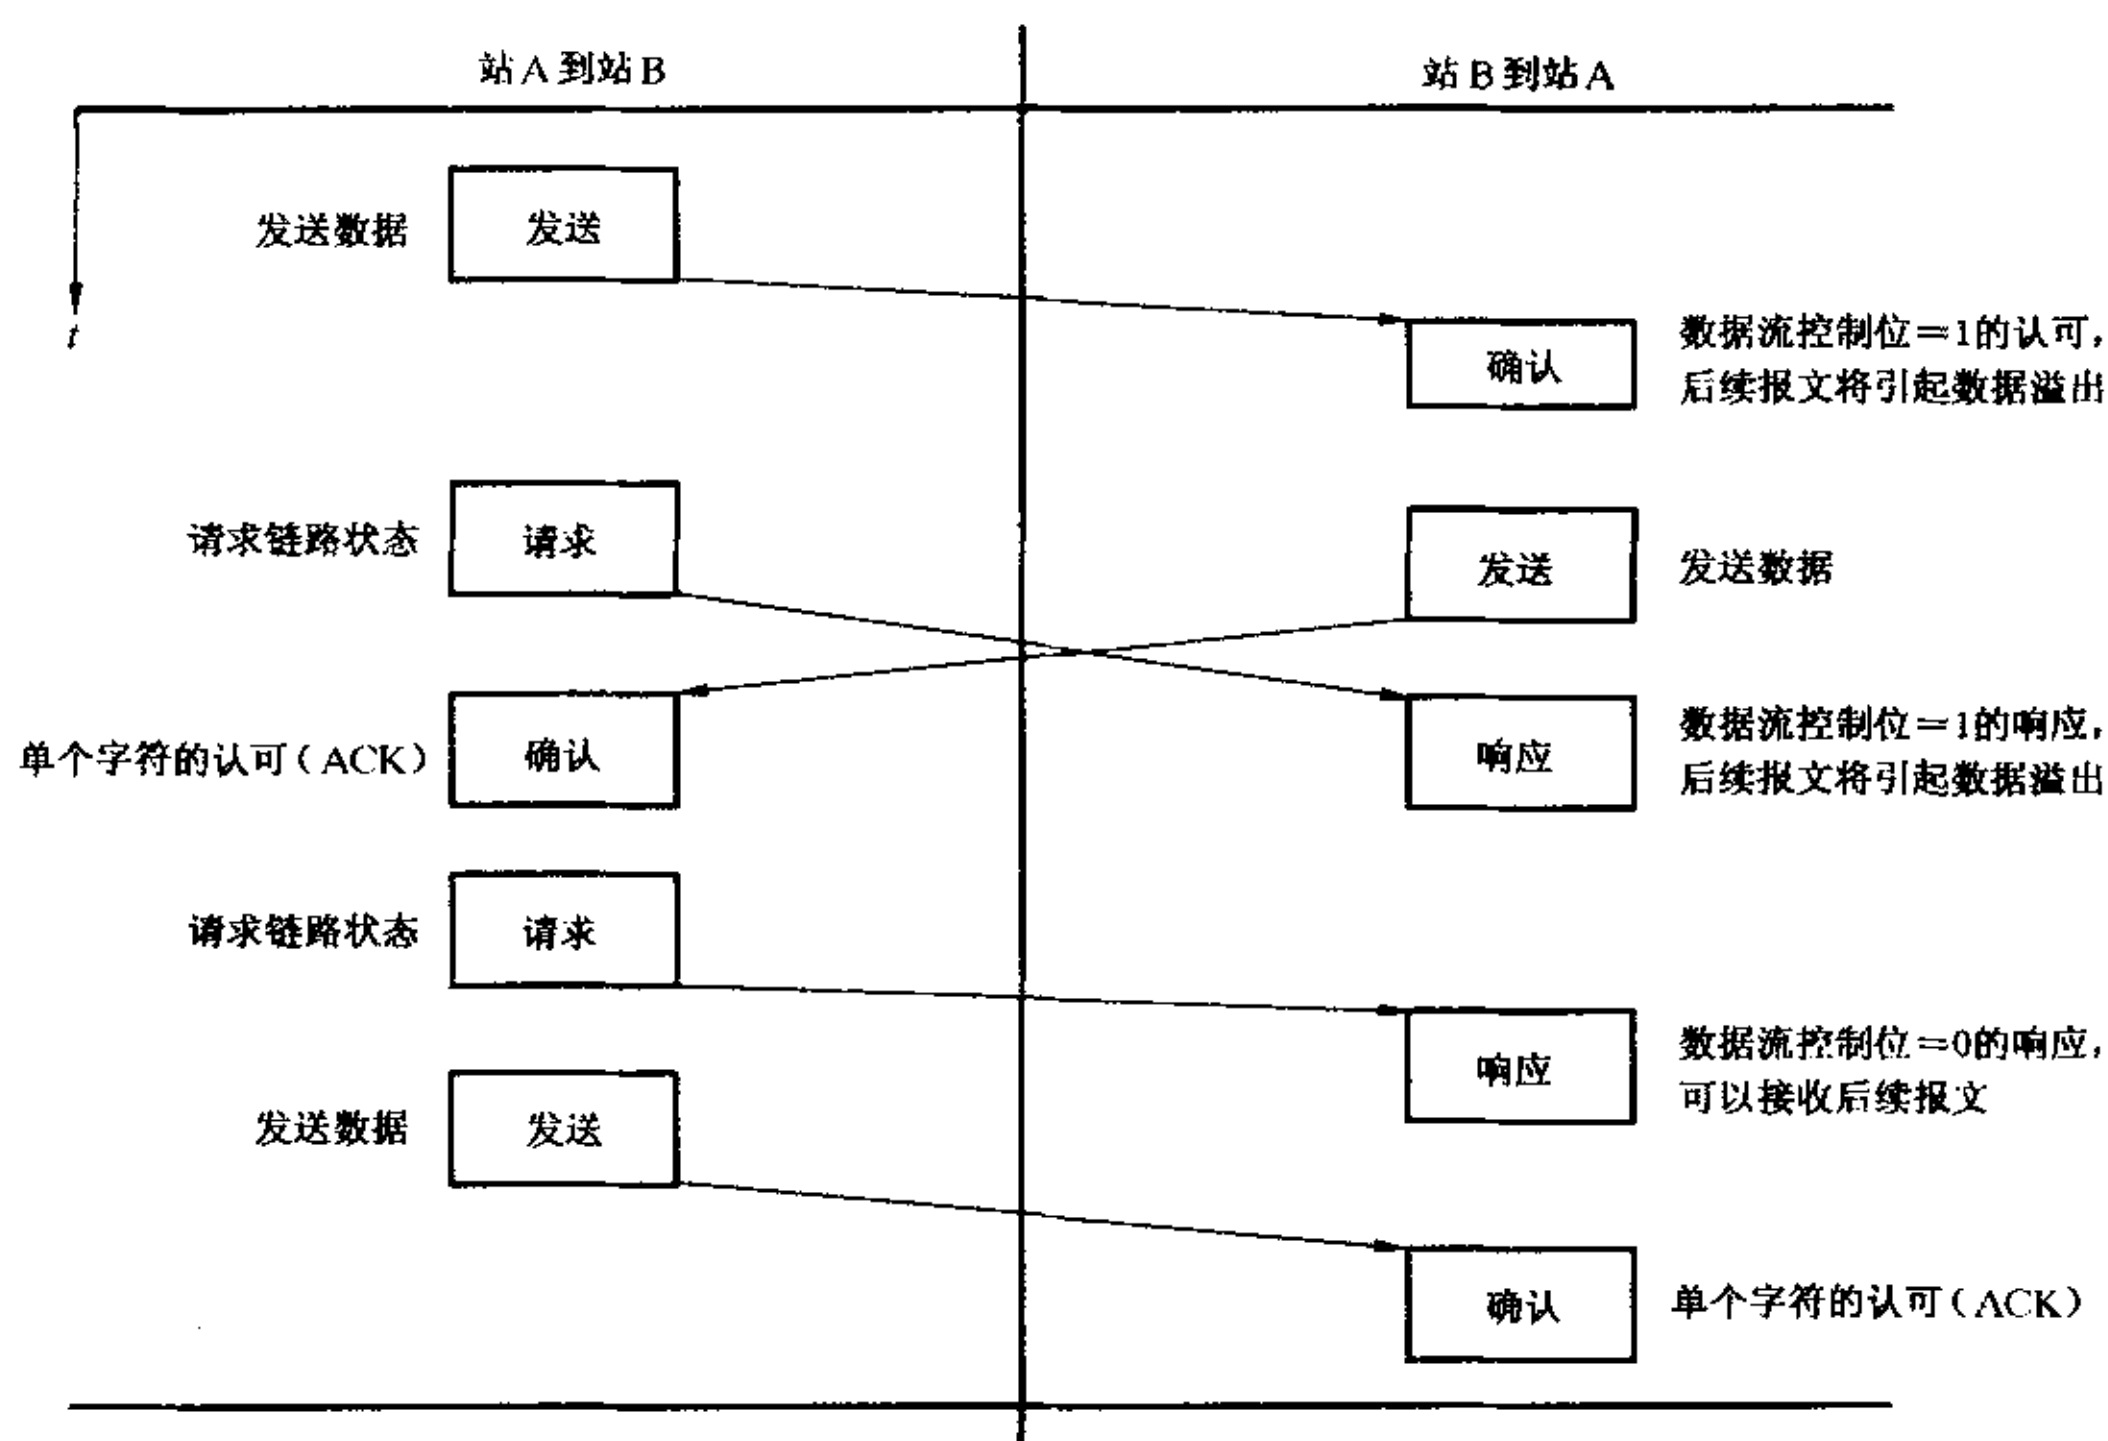 站A到站B
站B到站A
t
发送数据
发送
确认
数据流控制位=1的认可,
后续报文将引起数据溢出
请求链路状态
请求
发送
发送数据
单个字符的认可(ACK)
确认
响应
数据流控制位=1的响应,
后续报文将引起数据溢出
请求链路状态
请求
响应
数据流控制位=0的响应,
可以接收后续报文
发送数据
发送
确认
单个字符的认可(ACK)